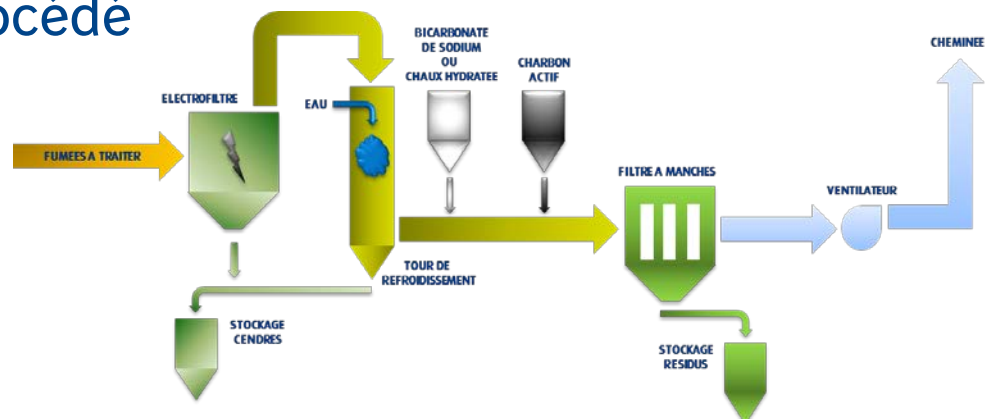 océdé
BICARBONATE
DE SODIUM
OU
CHAUX HYDRATEE
CHARBON
ACTIF
CHEMINEE
ELECTROFILTRE
EAU
FUMEES A TRAITER
FILTRE A MANCHES
VENTILATEUR
TOUR DE
REFROIDISSEMENT
STOCKAGE
CENDRES
STOCKAGE
RESIDUS